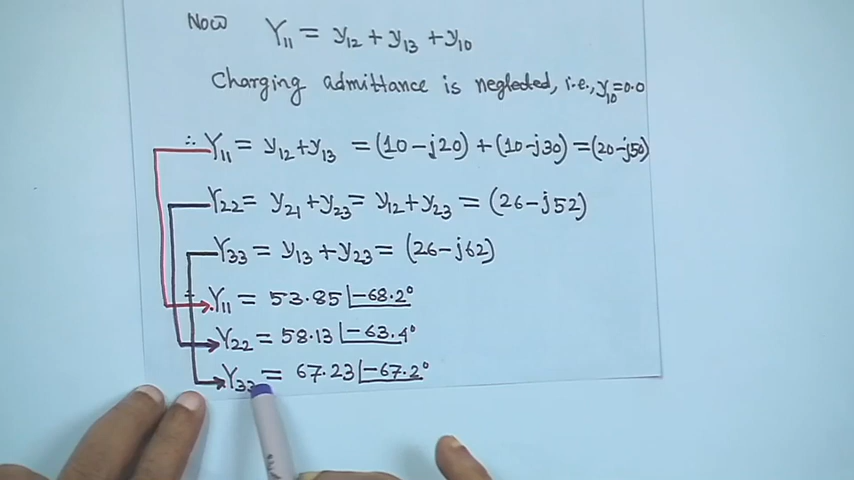 Now Y₁₁ = y₁₂ + y₁₃ + y₁₀
Charging admittance is neglected, i.e., y₁₀=0.0
∴ Y₁₁ = y₁₂+y₁₃ = (10-j20) + (10-j30) = (20-j50)
Y₂₂ = y₂₁ + y₂₃ = y₁₂ + y₂₃ = (26-j52)
Y₃₃ = y₁₃ + y₂₃ = (26-j62)
∴ Y₁₁ = 53.85 ∠-68.2°
Y₂₂ = 58.13 ∠-63.4°
Y₃₃ = 67.23 ∠-67.2°